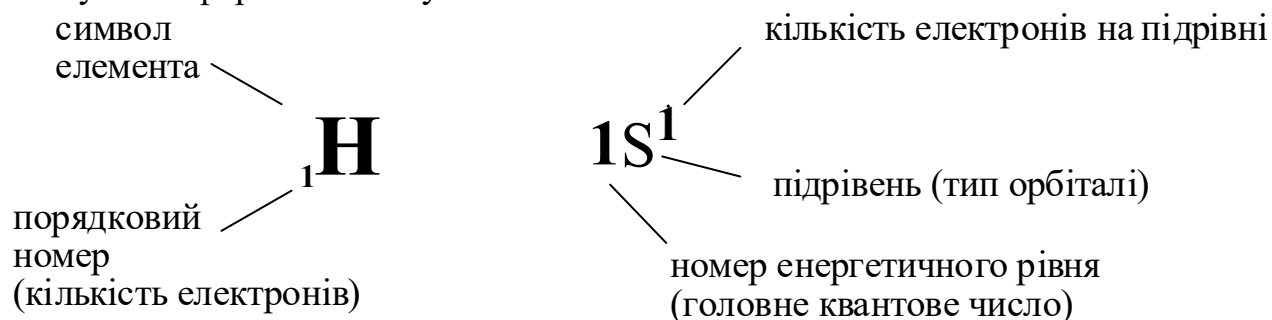 символ
елемента
кількість електронів на підрівні
₁H
1S¹
підрівень (тип орбіталі)
порядковий
номер
(кількість електронів)
номер енергетичного рівня
(головне квантове число)